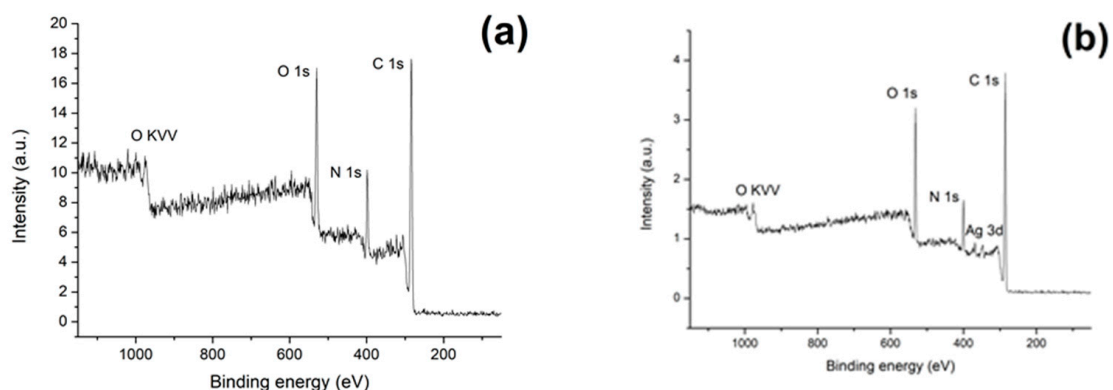 (a)
20
18
16
14
12
10
8
6
4
2
0
Intensity (a.u.)
O KVV
O 1s
N 1s
C 1s
1000 800 600 400 200
Binding energy (eV)
(b)
4
3
2
1
0
Intensity (a.u.)
O KVV
O 1s
N 1s
Ag 3d
C 1s
1000 800 600 400 200
Binding energy (eV)